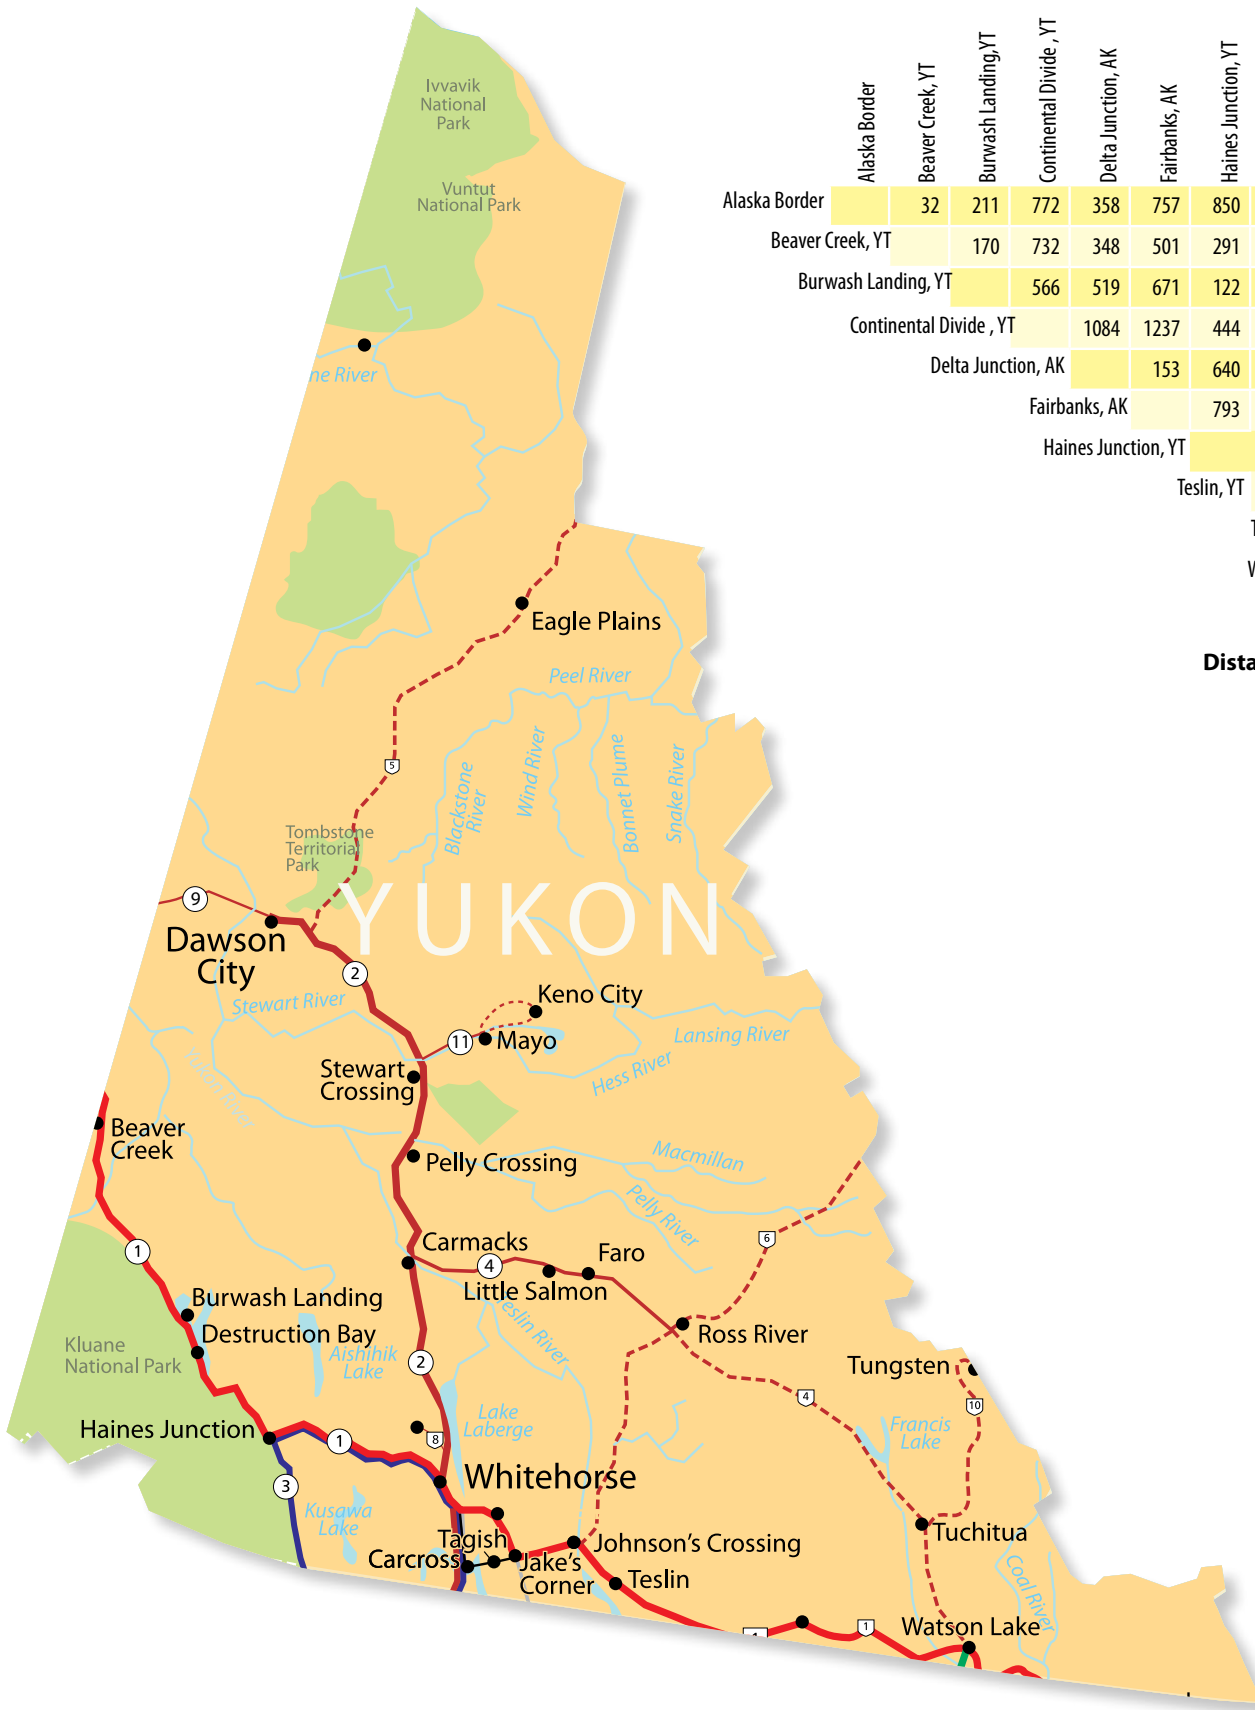 Alaska Border
Beaver Creek, YT
Burwash Landing,YT
Continental Divide , YT
Delta Junction, AK
Fairbanks, AK
Haines Junction, YT
Alaska Border 32 211 772 358 757 850
Beaver Creek, YT 170 732 348 501 291
Burwash Landing, YT 566 519 671 122
Continental Divide , YT 1084 1237 444
Delta Junction, AK 153 640
Fairbanks, AK 793
Haines Junction, YT
Teslin, YT
Ivvavik
National
Park
Vuntut
National Park
ne River
Eagle Plains
Peel River
5
Blackstone
River
Wind River
Bonnet Plume
Snake River
Tombstone
Territorial
Park
YUKON
9
Dawson
City
2
Stewart River
Keno City
11
Mayo
Lansing River
Hess River
Yukon River
Stewart
Crossing
Beaver
Creek
Pelly Crossing
Macmillan
Pelly River
6
1
Carmacks
4
Faro
Little Salmon
Teslin River
Burwash Landing
Destruction Bay
Ross River
Kluane
National Park
Aishihik
Lake
2
Tungsten
4
10
Haines Junction
1
8
Lake
Laberge
Francis
Lake
3
Whitehorse
Kusawa
Lake
Tagish
Carcross
Jake's
Corner
Johnson's Crossing
Teslin
Tuchitua
Coal River
1
1
Watson Lake
Dista